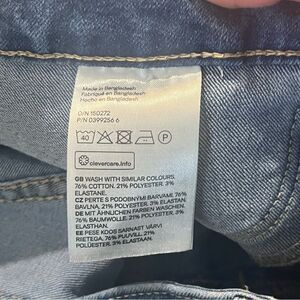 Made in Bangladesh
Fabriqué en Bangladesh
Hecho en Bangladesh
O/N 150272
P/N 0399256 6
40 P
clevercare.info
GB WASH WITH SIMILAR COLOURS.
76% COTTON, 21% POLYESTER, 3%
ELASTANE.
CZ PERTE S PODOBNÝMI BARVAMI. 76%
BAVLNA, 21% POLYESTER, 3% ELASTAN.
DE MIT ÄHNLICHEN FARBEN WASCHEN.
76% BAUMWOLLE, 21% POLYESTER, 3%
ELASTHAN.
EE PESE KOOS SARNAST VÄRVI
RIIETEGA. 76% PUUVILL, 21%
POLÜESTER, 3% ELASTAAN.